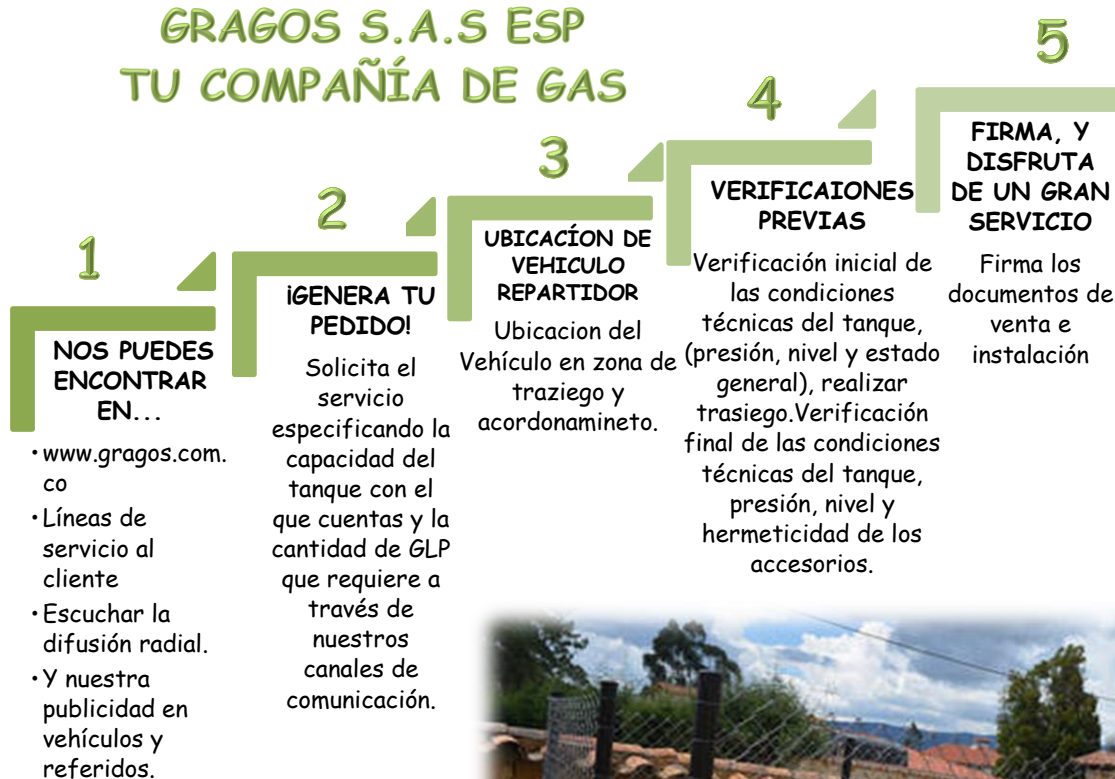 GRAGOS S.A.S ESP
TU COMPAÑÍA DE GAS
1
NOS PUEDES
ENCONTRAR
EN...
• www.gragos.com.
co
• Líneas de
servicio al
cliente
• Escuchar la
difusión radial.
• Y nuestra
publicidad en
vehículos y
referidos.
2
¡GENERA TU
PEDIDO!
Solicita el
servicio
especificando la
capacidad del
tanque con el
que cuentas y la
cantidad de GLP
que requiere a
través de
nuestros
canales de
comunicación.
3
UBICACÍON DE
VEHICULO
REPARTIDOR
Ubicacion del
Vehículo en zona de
traziego y
acordonamineto.
4
VERIFICAIONES
PREVIAS
Verificación inicial de
las condiciones
técnicas del tanque,
(presión, nivel y estado
general), realizar
trasiego.Verificación
final de las condiciones
técnicas del tanque,
presión, nivel y
hermeticidad de los
accesorios.
5
FIRMA, Y
DISFRUTA
DE UN GRAN
SERVICIO
Firma los
documentos de
venta e
instalación